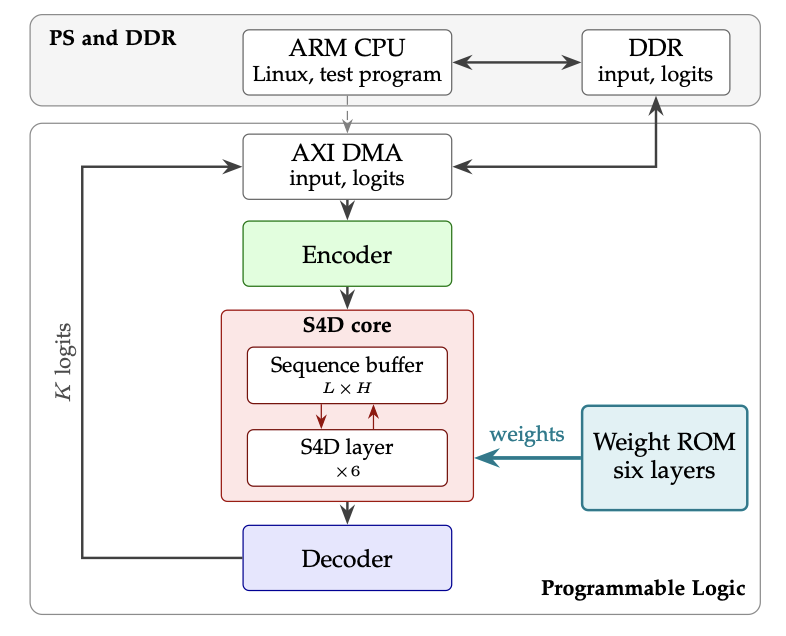 PS and DDR
ARM CPU
Linux, test program
DDR
input, logits
AXI DMA
input, logits
Encoder
S4D core
Sequence buffer
L × H
S4D layer
×6
K logits
weights
Weight ROM
six layers
Decoder
Programmable Logic